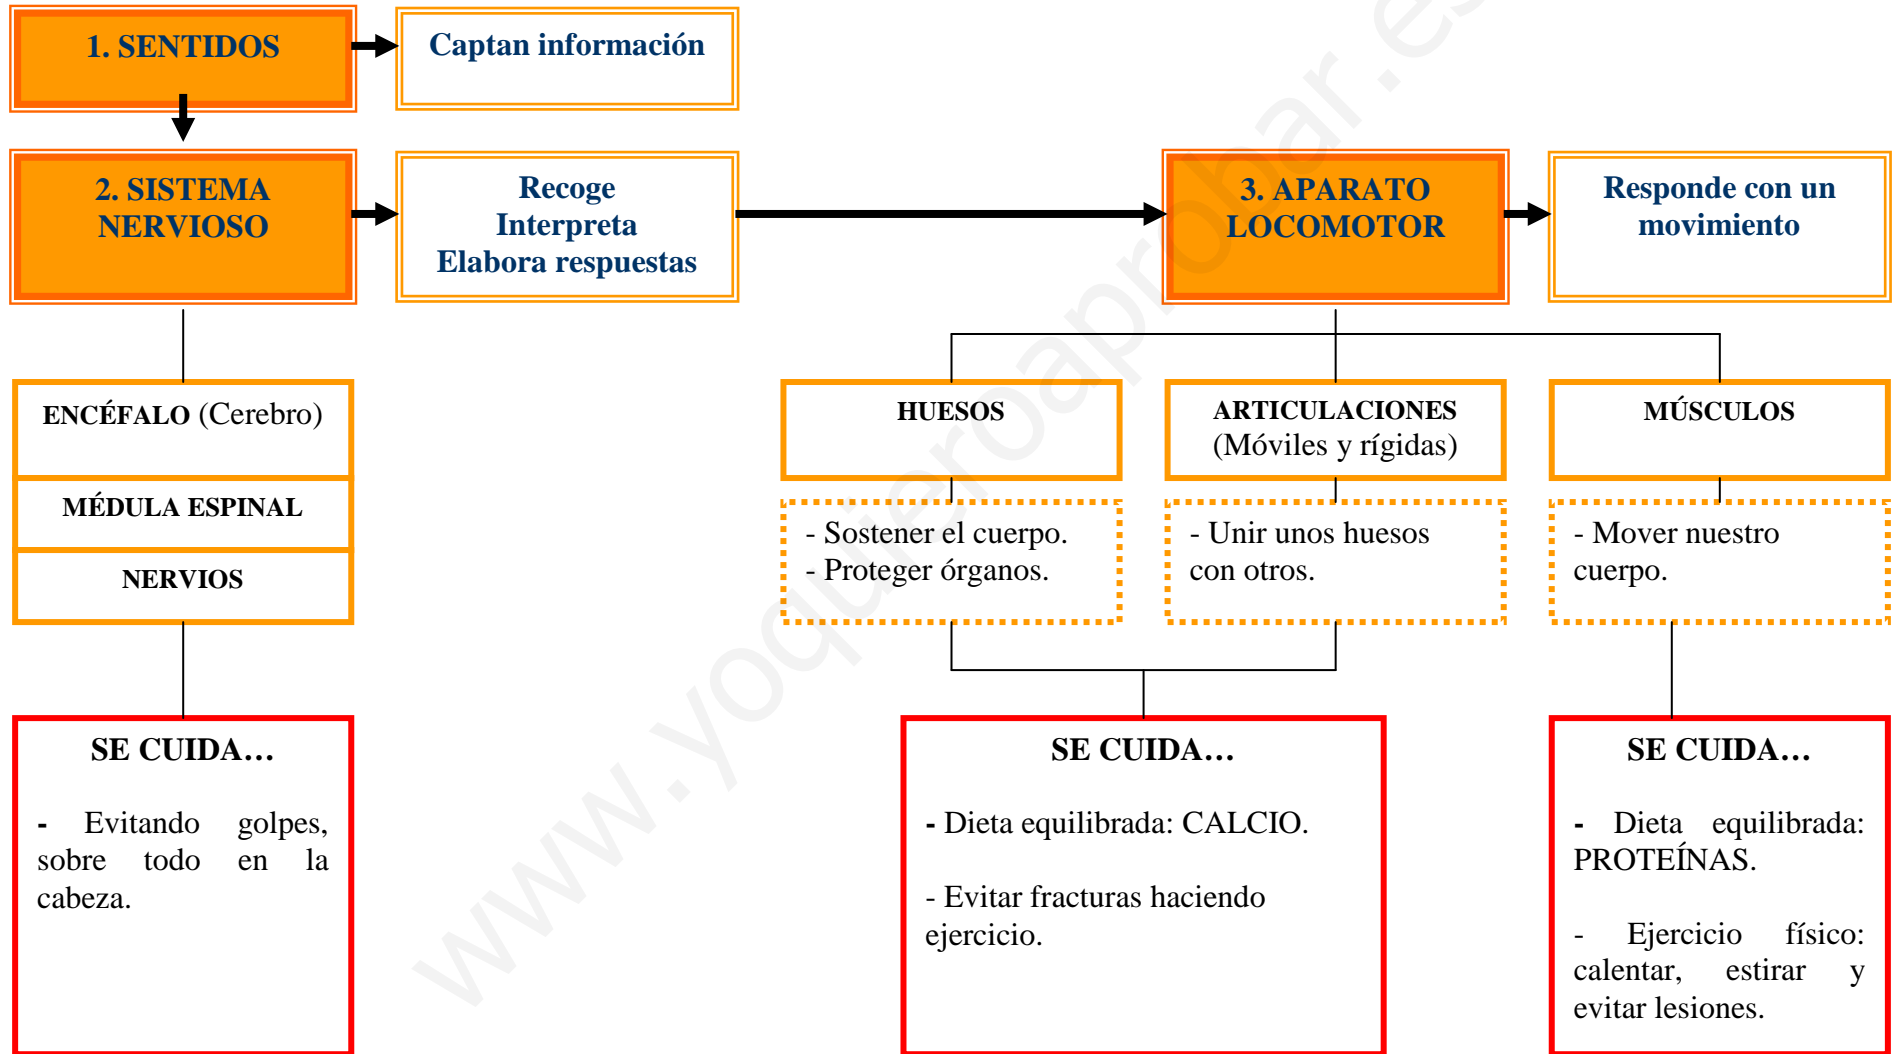 1. SENTIDOS
Captan información
2. SISTEMA
NERVIOSO
Recoge
Interpreta
Elabora respuestas
3. APARATO
LOCOMOTOR
Responde con un
movimiento
ENCÉFALO (Cerebro)
MÉDULA ESPINAL
NERVIOS
HUESOS
ARTICULACIONES
(Móviles y rígidas)
MÚSCULOS
- Sostener el cuerpo.
- Proteger órganos.
- Unir unos huesos
con otros.
- Mover nuestro
cuerpo.
SE CUIDA…
- Evitando golpes,
sobre todo en la
cabeza.
SE CUIDA…
- Dieta equilibrada: CALCIO.
- Evitar fracturas haciendo
ejercicio.
SE CUIDA…
- Dieta equilibrada:
PROTEÍNAS.
- Ejercicio físico:
calentar, estirar y
evitar lesiones.
www.yoquieroaprobar.es